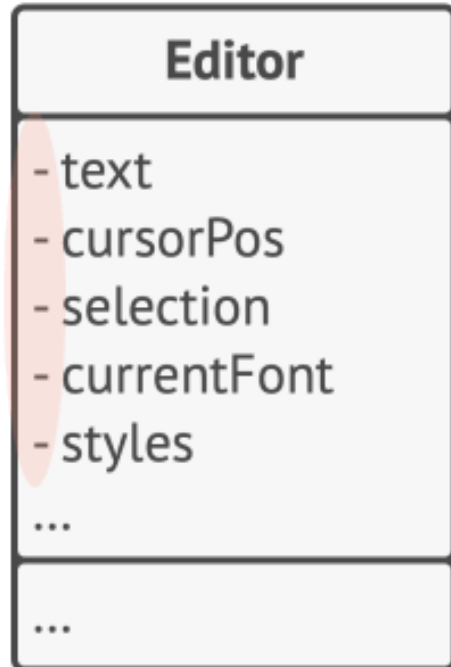 Editor
- text
- cursorPos
- selection
- currentFont
- styles
...
...